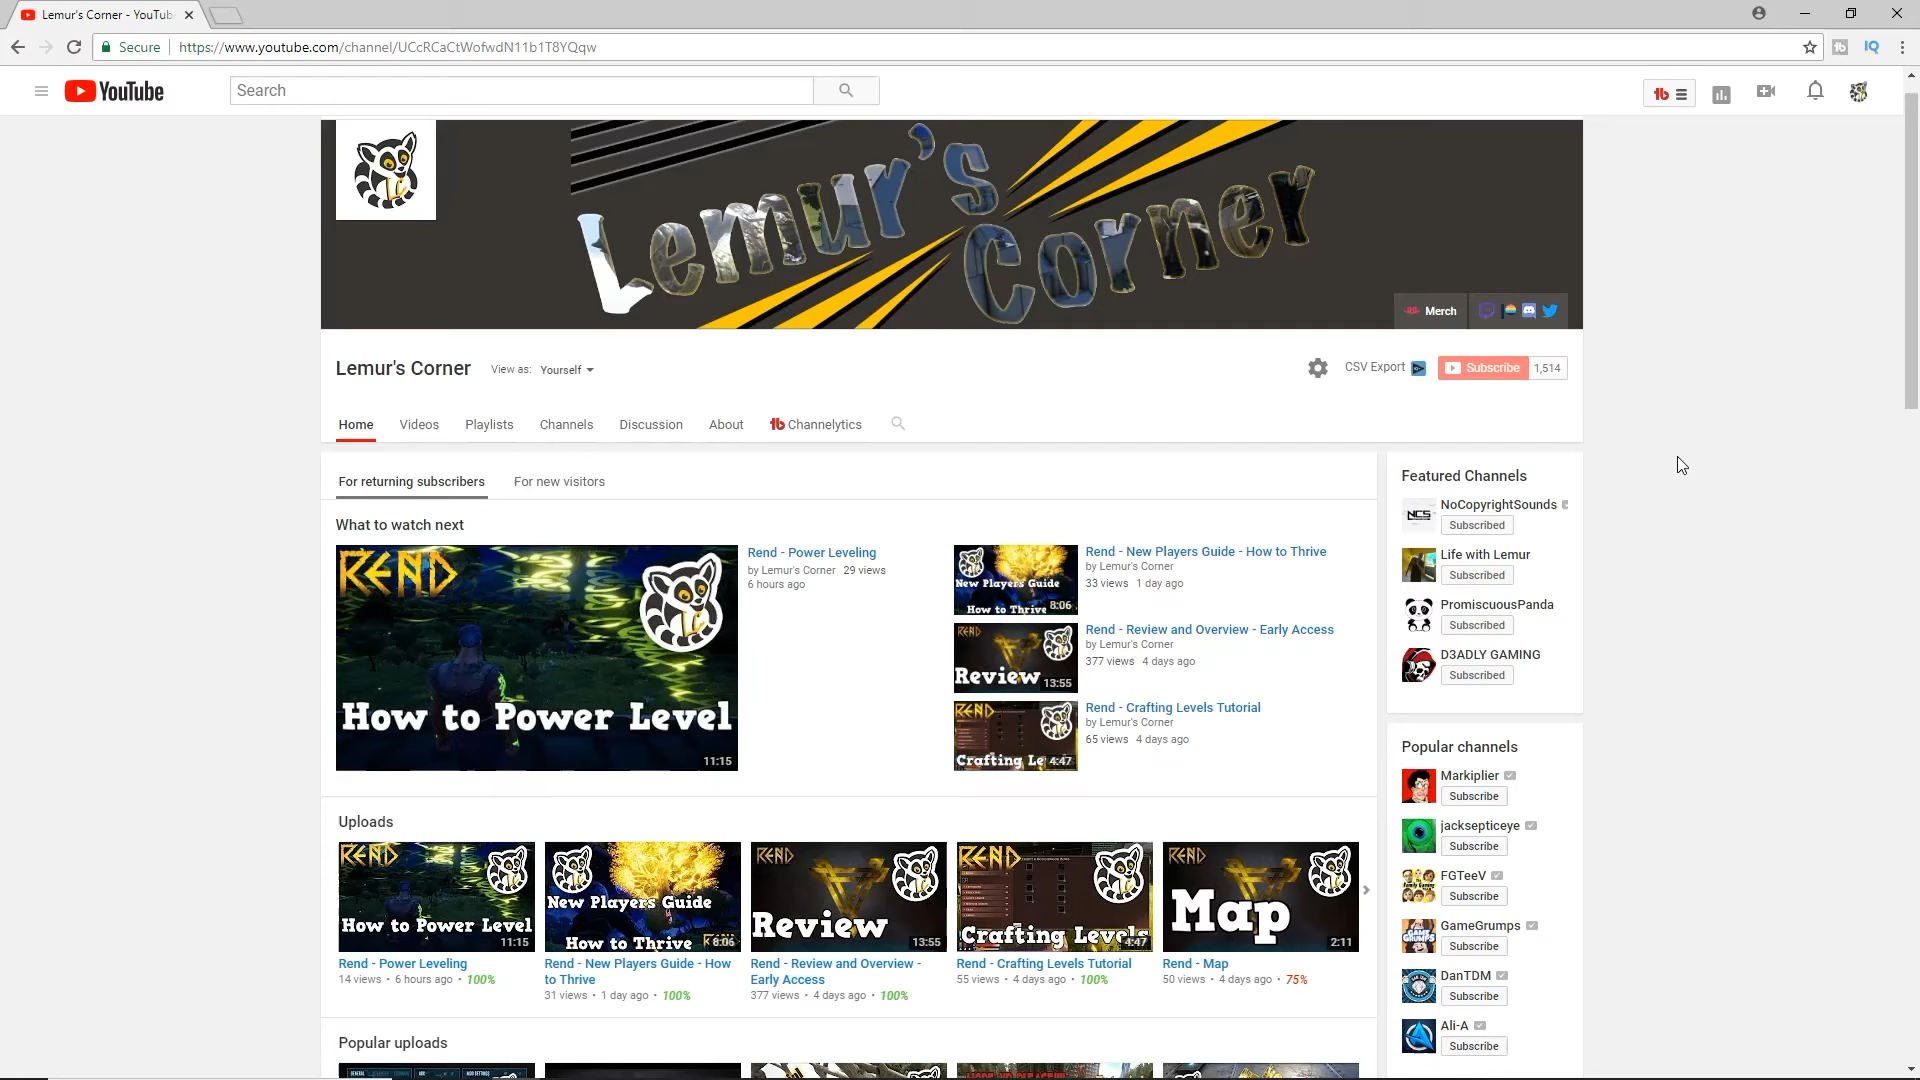 Lemur's Corner - YouTub
Secure https://www.youtube.com/channel/UCcRCaCtWofwdN11b1T8YQqw
IQ
YouTube
Search
Lemur's
Corner
Merch
Lemur's Corner View as: Yourself
CSV Export Subscribe 1,514
Home Videos Playlists Channels Discussion About Channelytics
For returning subscribers For new visitors
What to watch next
REND
How to Power Level
11:15
Rend - Power Leveling
by Lemur's Corner 29 views
6 hours ago
New Players Guide
How to Thrive 8:06
Rend - New Players Guide - How to Thrive
by Lemur's Corner
33 views 1 day ago
REND
Review 13:55
Rend - Review and Overview - Early Access
by Lemur's Corner
377 views 4 days ago
REND
Crafting Le 4:47
Rend - Crafting Levels Tutorial
by Lemur's Corner
65 views 4 days ago
Uploads
REND
How to Power Level
11:15
Rend - Power Leveling
14 views • 6 hours ago • 100%
New Players Guide
How to Thrive
8:06
Rend - New Players Guide - How
to Thrive
31 views • 1 day ago • 100%
REND
Review
13:55
Rend - Review and Overview -
Early Access
377 views • 4 days ago • 100%
REND
Crafting Levels
4:47
Rend - Crafting Levels Tutorial
55 views • 4 days ago • 100%
REND
Map
2:11
Rend - Map
50 views • 4 days ago • 75%
Popular uploads
Featured Channels
NCS
NoCopyrightSounds
Subscribed
Life with Lemur
Subscribed
PromiscuousPanda
Subscribed
D3ADLY GAMING
Subscribed
Popular channels
Markiplier
Subscribe
jacksepticeye
Subscribe
FGTeeV
Subscribe
GameGrumps
Subscribe
DanTDM
Subscribe
Ali-A
Subscribe